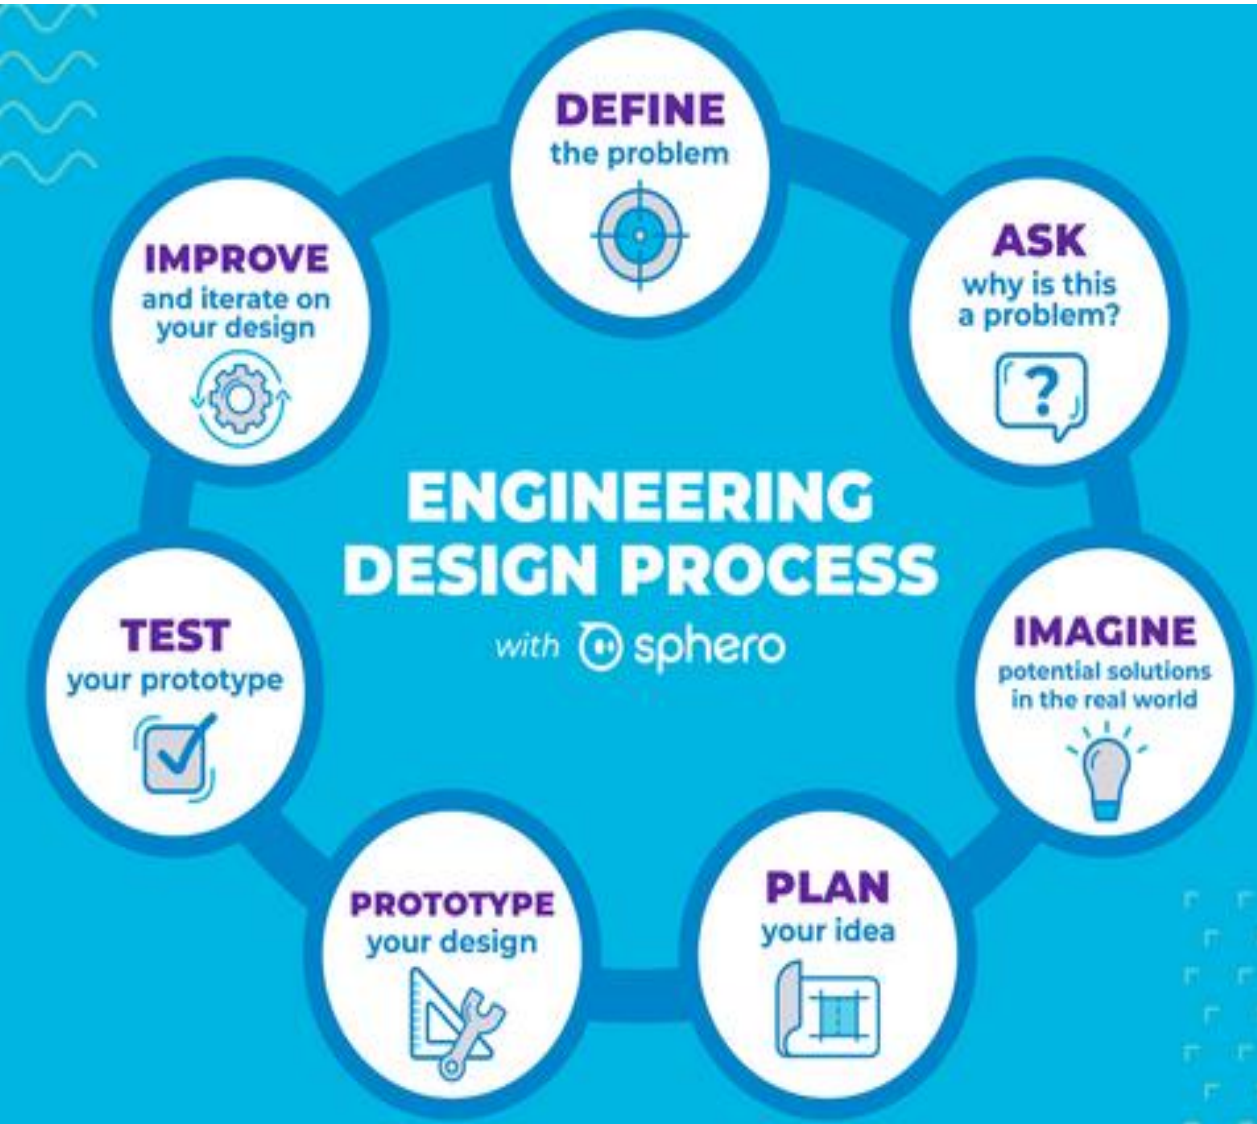 DEFINE
the problem
ASK
why is this
a problem?
?
IMAGINE
potential solutions
in the real world
PLAN
your idea
PROTOTYPE
your design
TEST
your prototype
IMPROVE
and iterate on
your design
ENGINEERING
DESIGN PROCESS
with sphero